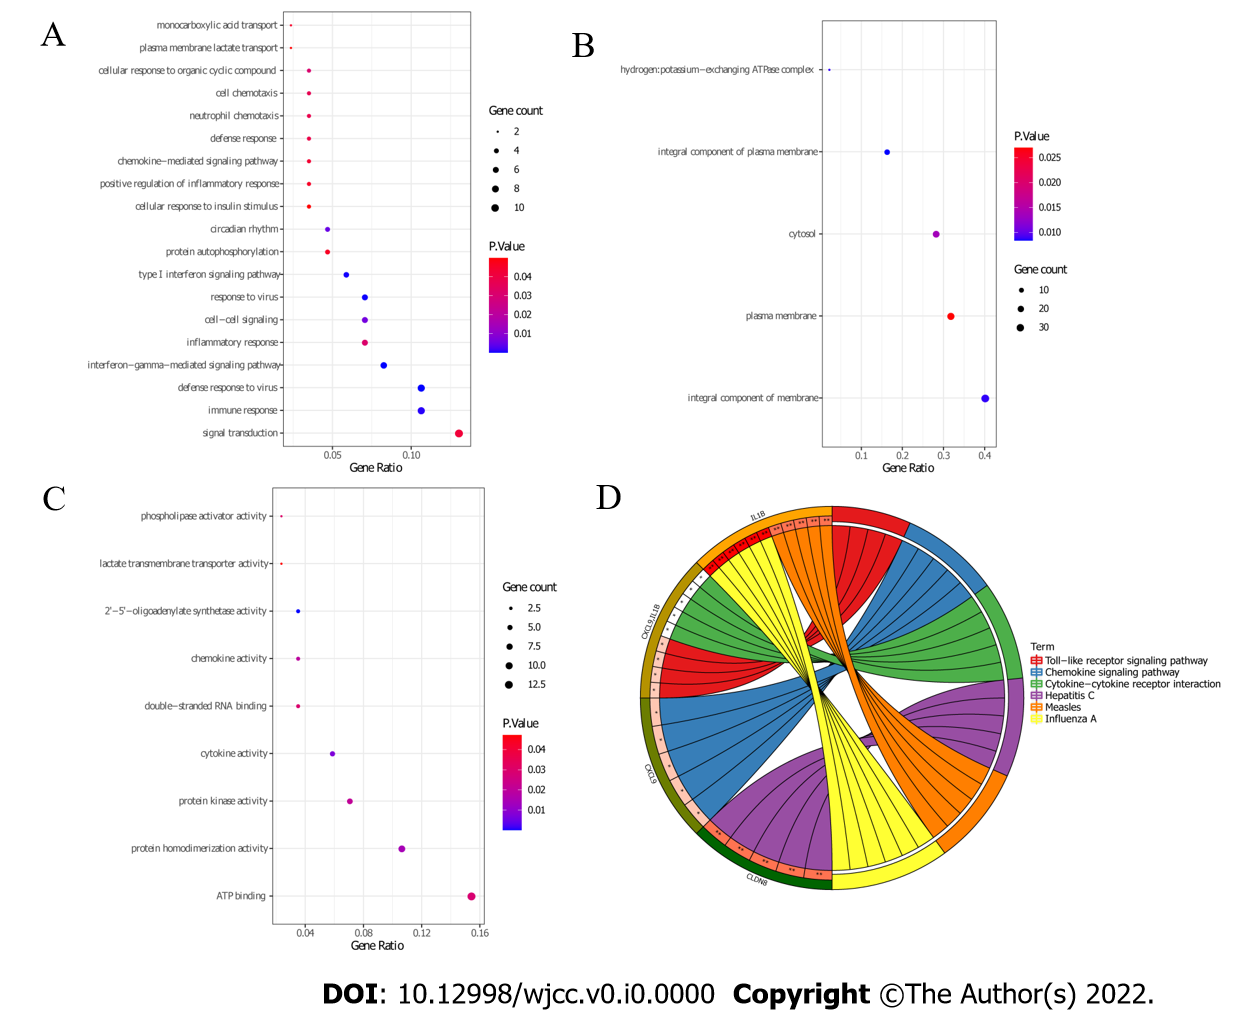 A
monocarboxylic acid transport
plasma membrane lactate transport
cellular response to organic cyclic compound
cell chemotaxis
neutrophil chemotaxis
defense response
chemokine-mediated signaling pathway
positive regulation of inflammatory response
cellular response to insulin stimulus
circadian rhythm
protein autophosphorylation
type I interferon signaling pathway
response to virus
cell-cell signaling
inflammatory response
interferon-gamma-mediated signaling pathway
defense response to virus
immune response
signal transduction
0.05 0.10
Gene Ratio
Gene count
2
4
6
8
10
P.Value
0.04
0.03
0.02
0.01
B
hydrogen:potassium-exchanging ATPase complex
integral component of plasma membrane
cytosol
plasma membrane
integral component of membrane
0.1 0.2 0.3 0.4
Gene Ratio
P.Value
0.025
0.020
0.015
0.010
Gene count
10
20
30
C
phospholipase activator activity
lactate transmembrane transporter activity
2'-5'-oligoadenylate synthetase activity
chemokine activity
double-stranded RNA binding
cytokine activity
protein kinase activity
protein homodimerization activity
ATP binding
0.04 0.08 0.12 0.16
Gene Ratio
Gene count
2.5
5.0
7.5
10.0
12.5
P.Value
0.04
0.03
0.02
0.01
D
IL1B
CXCL9,IL1B
CXCL9
CLDN8
Term
Toll-like receptor signaling pathway
Chemokine signaling pathway
Cytokine-cytokine receptor interaction
Hepatitis C
Measles
Influenza A
DOI: 10.12998/wjcc.v0.i0.0000 Copyright ©The Author(s) 2022.